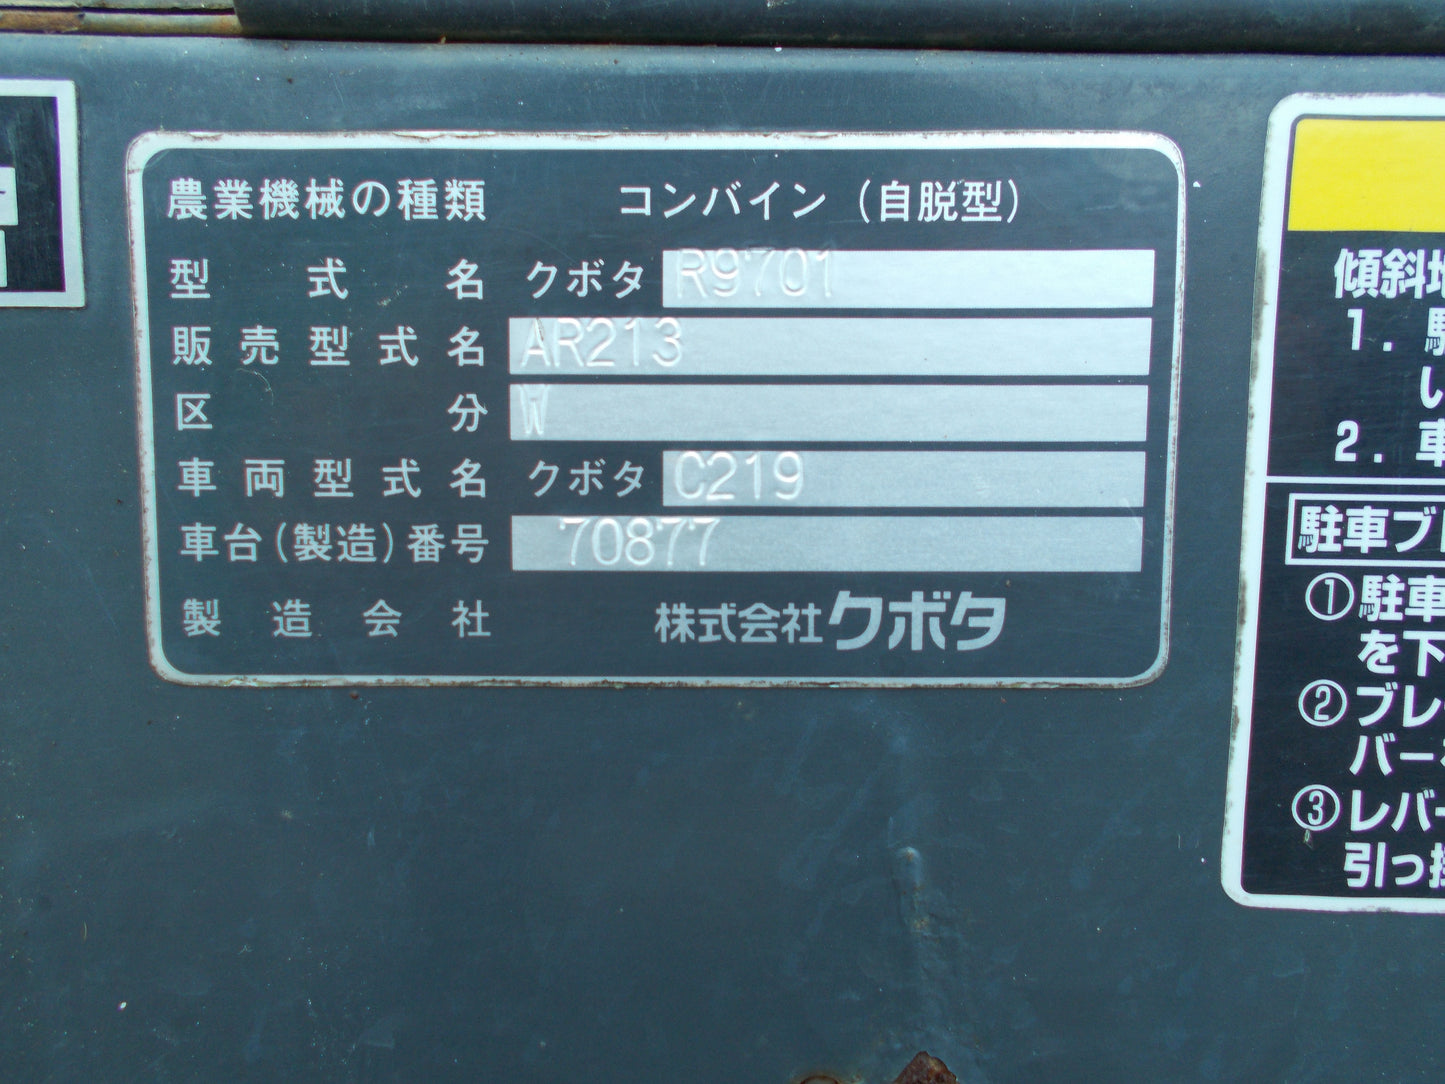 農業機械の種類 コンバイン（自脱型）
型式名 クボタ R9701
販売型式名 AR213
区分 W
車両型式名 クボタ C219
車台(製造)番号 70877
製造会社 株式会社クボタ
傾斜地
1. 駐
い
2. 車
駐車ブ
①駐車
を下
②ブレ
バー
③レバー
引っ掛